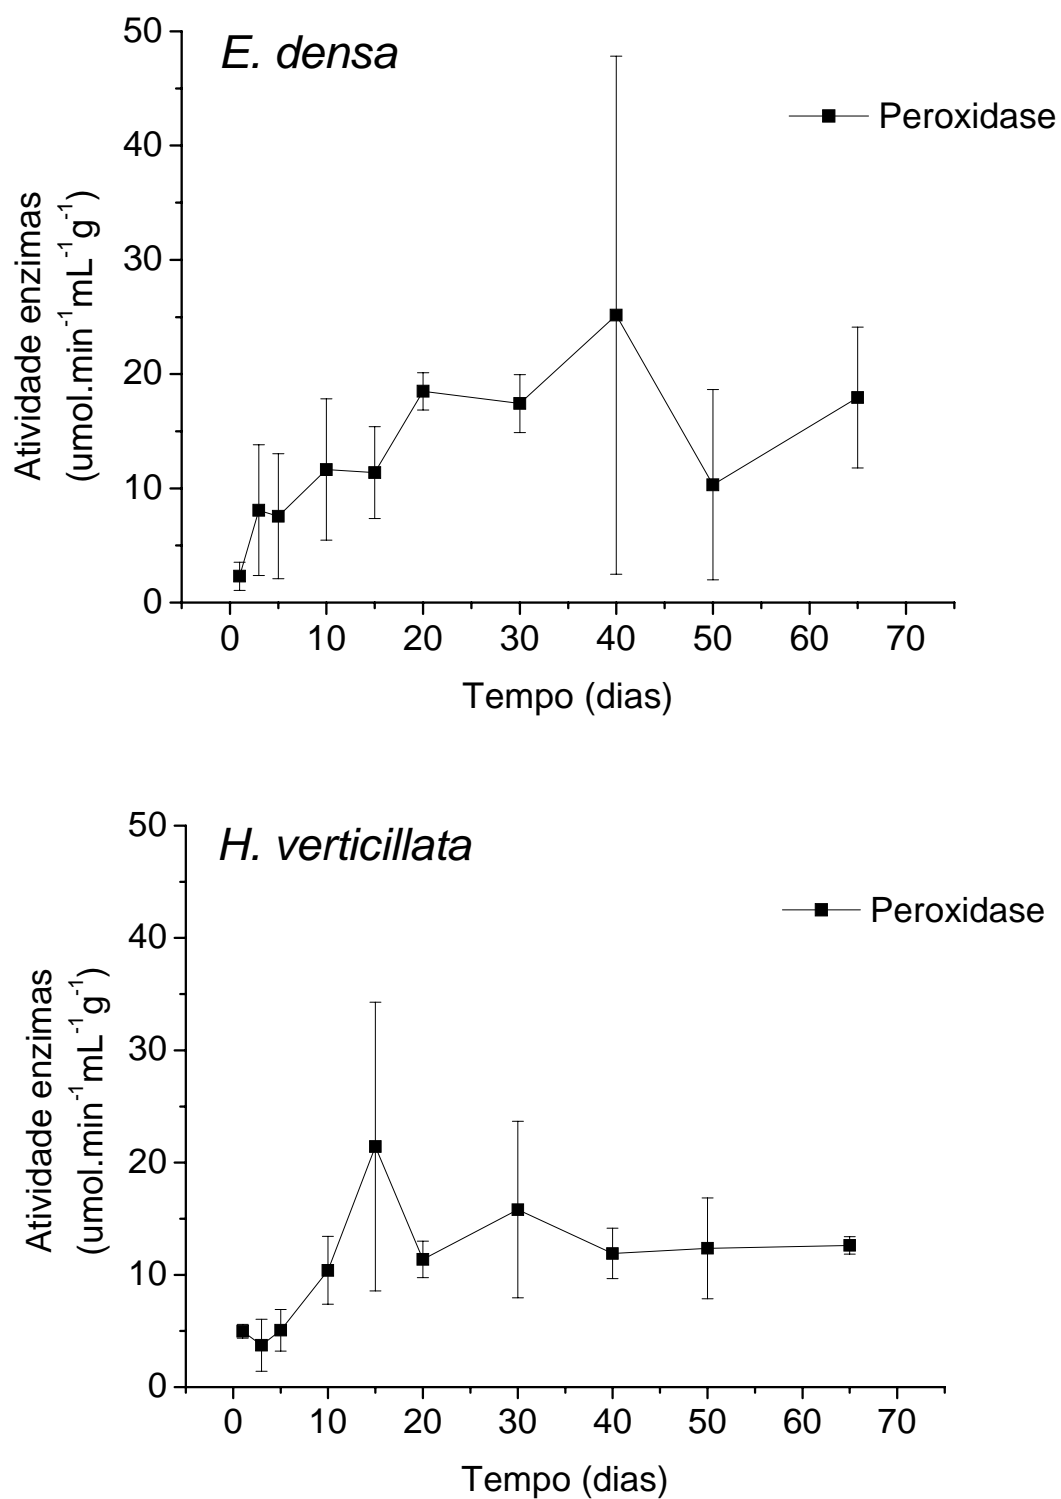 E. densa
Peroxidase
50
40
30
20
10
0
Atividade enzimas
(umol.min⁻¹mL⁻¹g⁻¹)
0 10 20 30 40 50 60 70
Tempo (dias)
H. verticillata
Peroxidase
50
40
30
20
10
0
Atividade enzimas
(umol.min⁻¹mL⁻¹g⁻¹)
0 10 20 30 40 50 60 70
Tempo (dias)